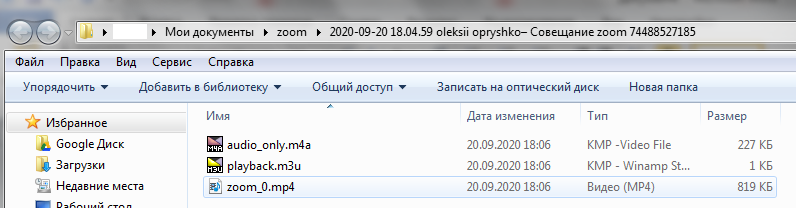 Мои документы ▸ zoom ▸ 2020-09-20 18.04.59 oleksii opryshko– Совещание zoom 74488527185
Файл Правка Вид Сервис Справка
Упорядочить Добавить в библиотеку Общий доступ Записать на оптический диск Новая папка
Избранное
Google Диск
Загрузки
Недавние места
Рабочий стол
Имя Дата изменения Тип Размер
M4A audio_only.m4a 20.09.2020 18:06 KMP -Video File 227 КБ
M3U playback.m3u 20.09.2020 18:06 KMP - Winamp St... 1 КБ
zoom_0.mp4 20.09.2020 18:06 Видео (MP4) 819 КБ